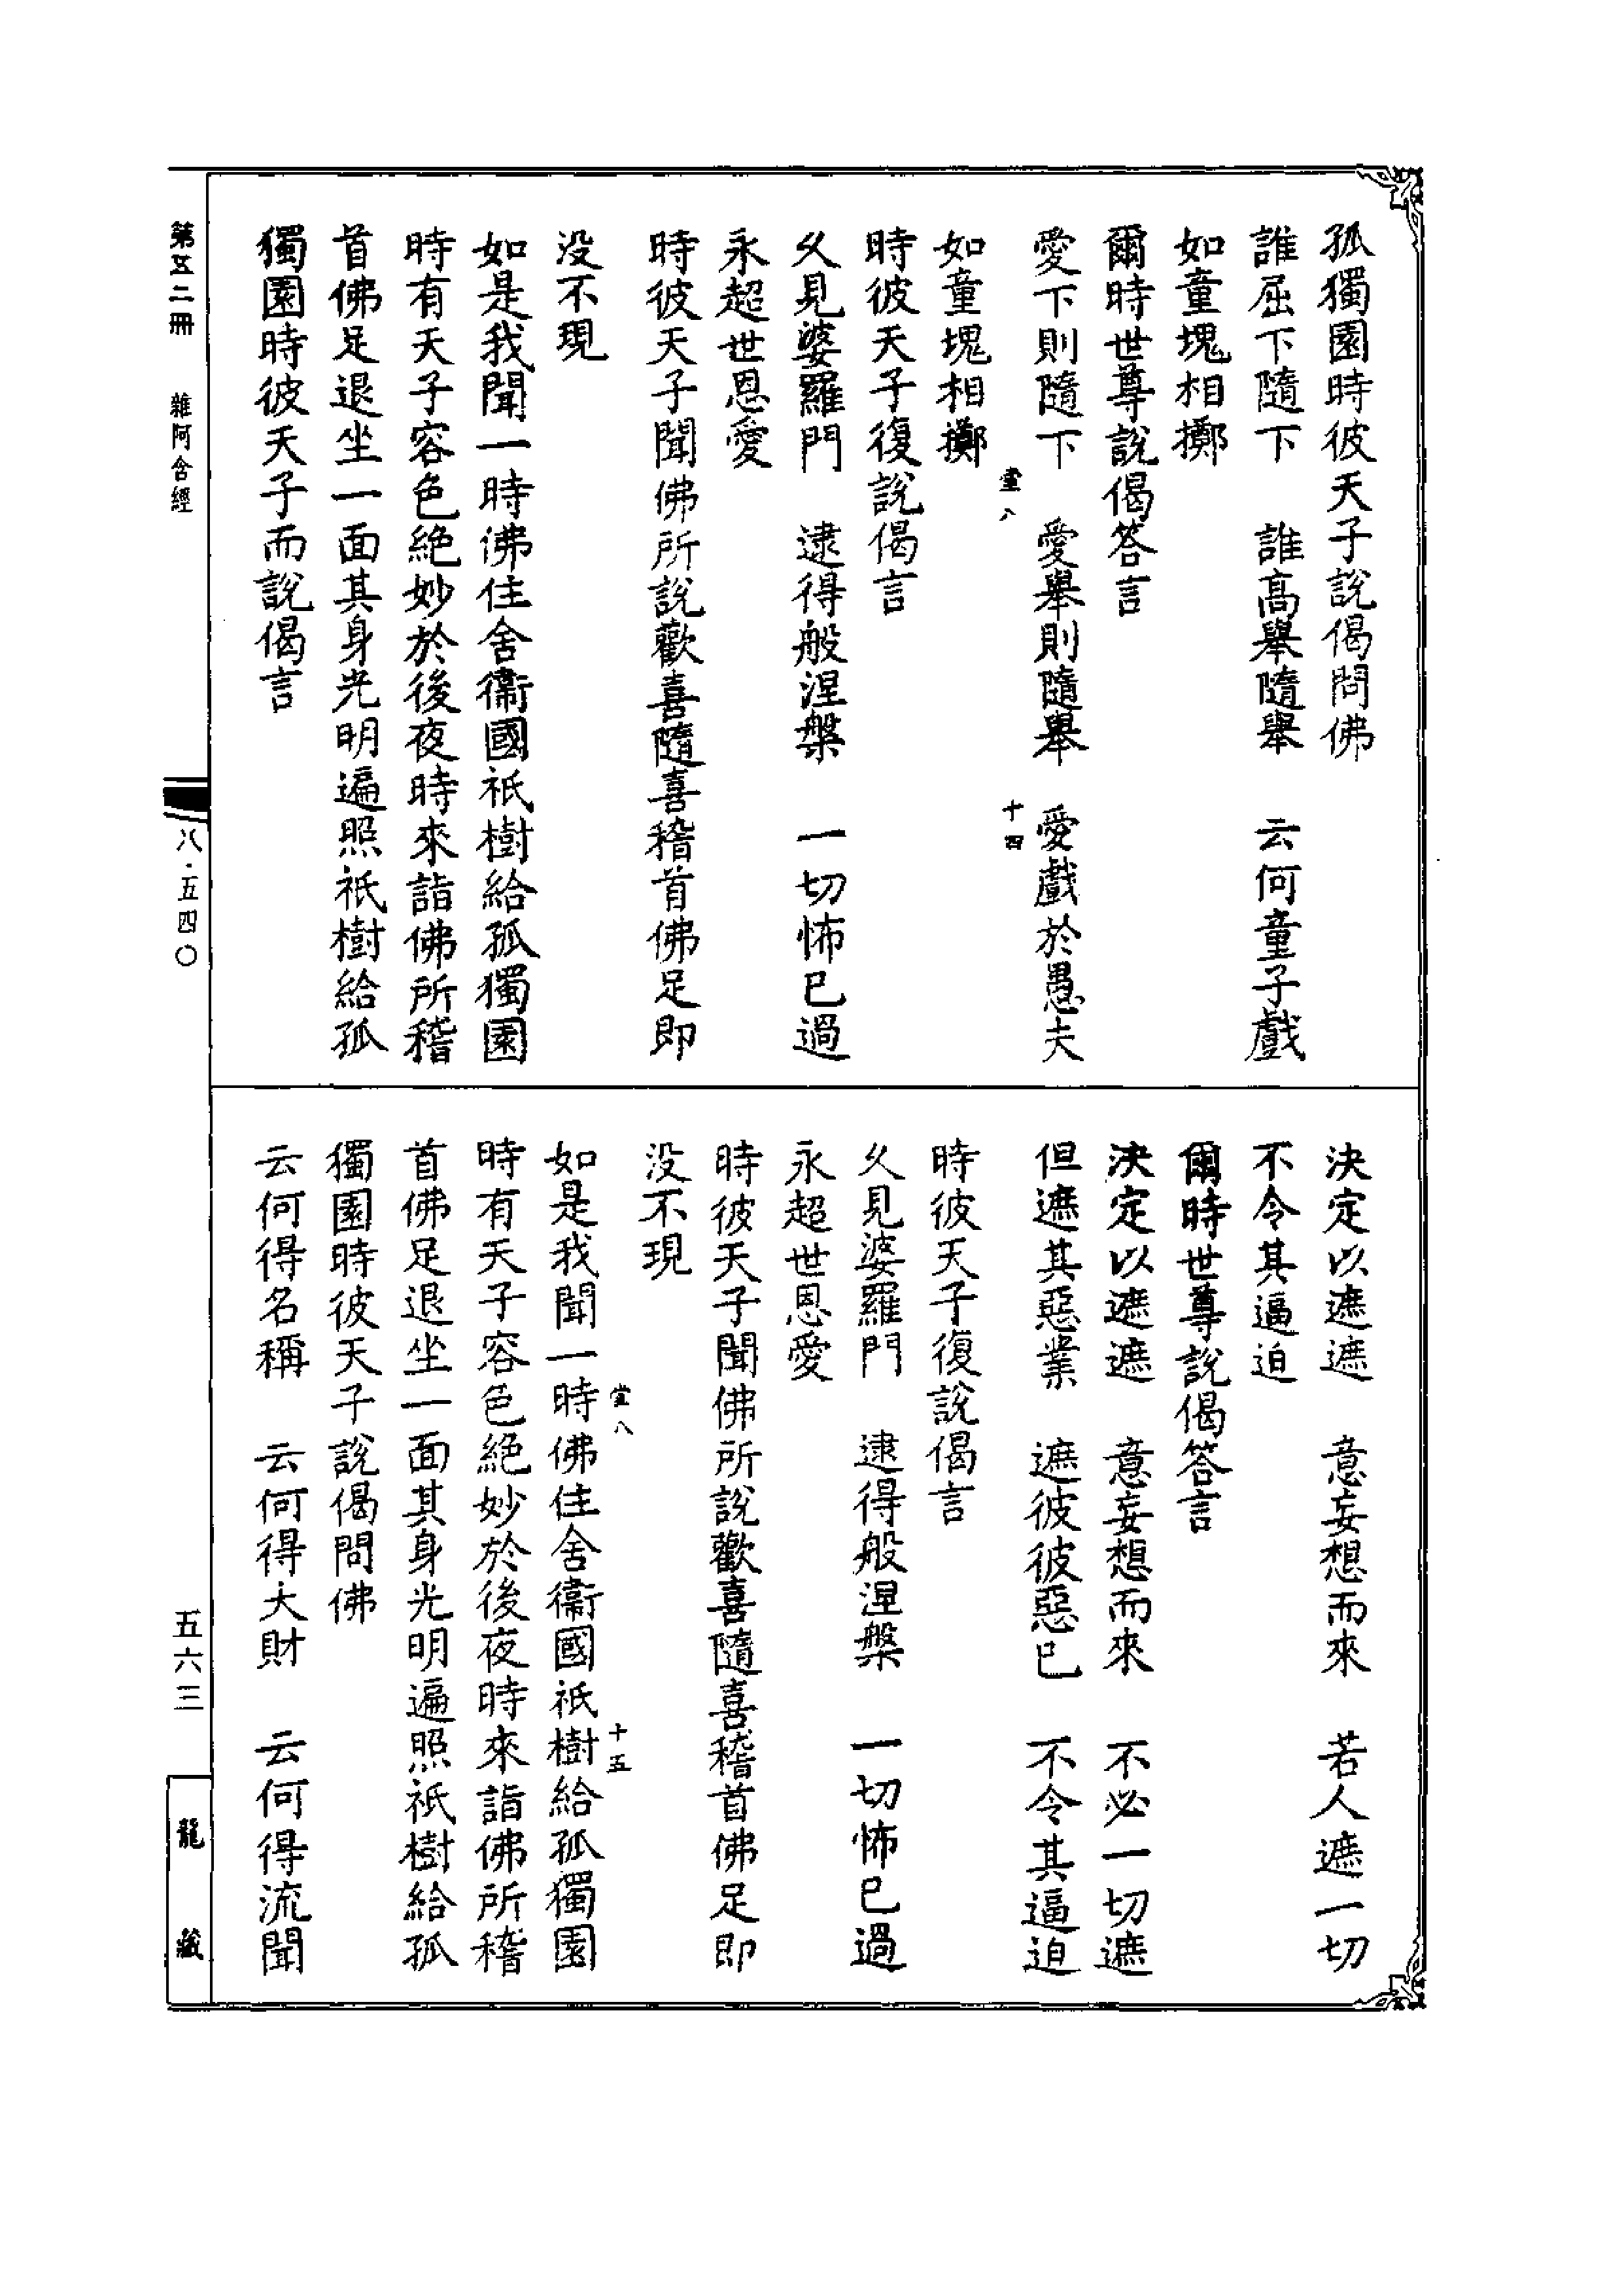 孤獨園時彼天子說偈問佛
誰屈下隨下　誰高舉隨舉　云何童子戲
如童塊相擲
爾時世尊說偈答言
愛下則隨下　愛舉則隨舉　愛戲於愚夫
堂八　十四
如童塊相擲
時彼天子復說偈言
久見婆羅門　逮得般涅槃　一切怖已過
永超世恩愛
時彼天子聞佛所說歡喜隨喜稽首佛足即
没不現
如是我聞一時佛住舍衞國祇樹給孤獨園
時有天子容色絶妙於後夜時來詣佛所稽
首佛足退坐一面其身光明遍照祇樹給孤
獨園時彼天子而說偈言
決定以遮遮　意妄想而來　若人遮一切
不令其逼迫
爾時世尊說偈答言
決定以遮遮　意妄想而來　不必一切遮
但遮其惡業　遮彼彼惡已　不令其逼迫
時彼天子復說偈言
久見婆羅門　逮得般涅槃　一切怖已過
永超世恩愛
時彼天子聞佛所說歡喜隨喜稽首佛足即
没不現
堂八　十五
如是我聞一時佛住舍衞國祇樹給孤獨園
時有天子容色絶妙於後夜時來詣佛所稽
首佛足退坐一面其身光明遍照祇樹給孤
獨園時彼天子說偈問佛
云何得名稱　云何得大財　云何得流聞
第五二冊　雜阿含經
八·五四〇
五六三
龍藏